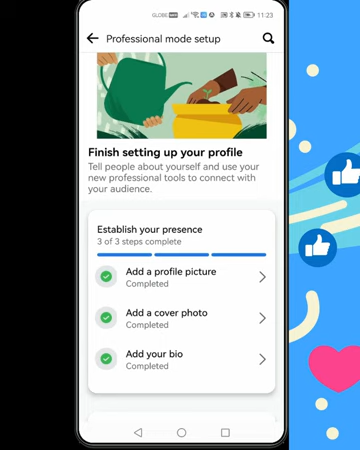 GLOBE 11:23
Professional mode setup
Finish setting up your profile
Tell people about yourself and use your
new professional tools to connect with
your audience.
Establish your presence
3 of 3 steps complete
Add a profile picture
Completed
Add a cover photo
Completed
Add your bio
Completed